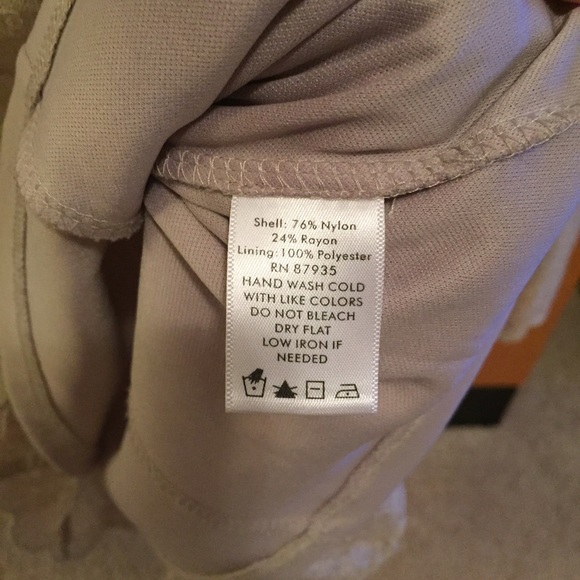 Shell: 76% Nylon
24% Rayon
Lining: 100% Polyester
RN 87935
HAND WASH COLD
WITH LIKE COLORS
DO NOT BLEACH
DRY FLAT
LOW IRON IF
NEEDED